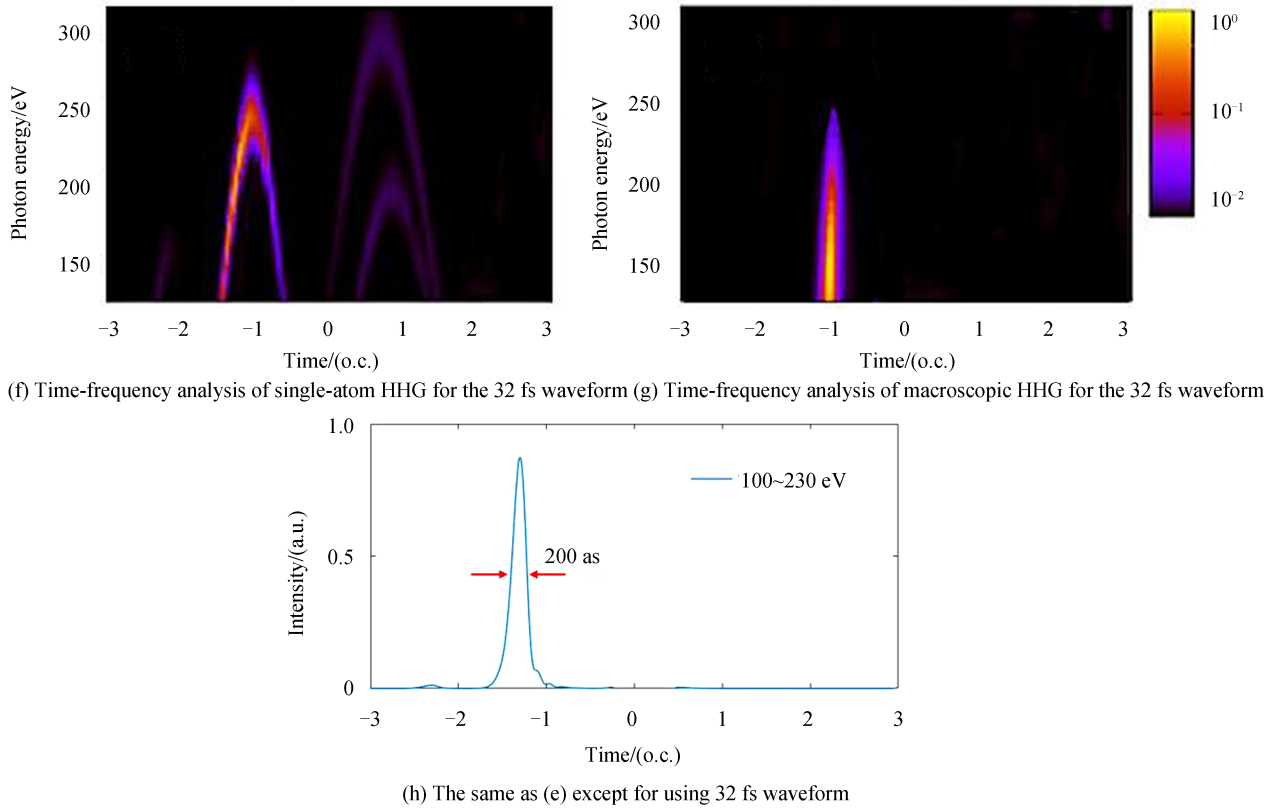 300
250
200
150
Photon energy/eV
−3 −2 −1 0 1 2 3
Time/(o.c.)
300
250
200
150
Photon energy/eV
−3 −2 −1 0 1 2 3
Time/(o.c.)
10⁰
10⁻¹
10⁻²
(f) Time-frequency analysis of single-atom HHG for the 32 fs waveform (g) Time-frequency analysis of macroscopic HHG for the 32 fs waveform
1.0
0.5
0
Intensity/(a.u.)
100~230 eV
200 as
−3 −2 −1 0 1 2 3
Time/(o.c.)
(h) The same as (e) except for using 32 fs waveform